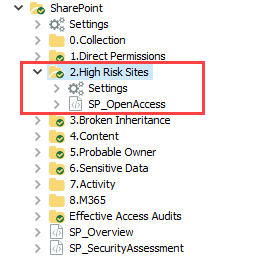 SharePoint
Settings
0.Collection
1.Direct Permissions
2.High Risk Sites
Settings
SP_OpenAccess
3.Broken Inheritance
4.Content
5.Probable Owner
6.Sensitive Data
7.Activity
8.M365
Effective Access Audits
SP_Overview
SP_SecurityAssessment